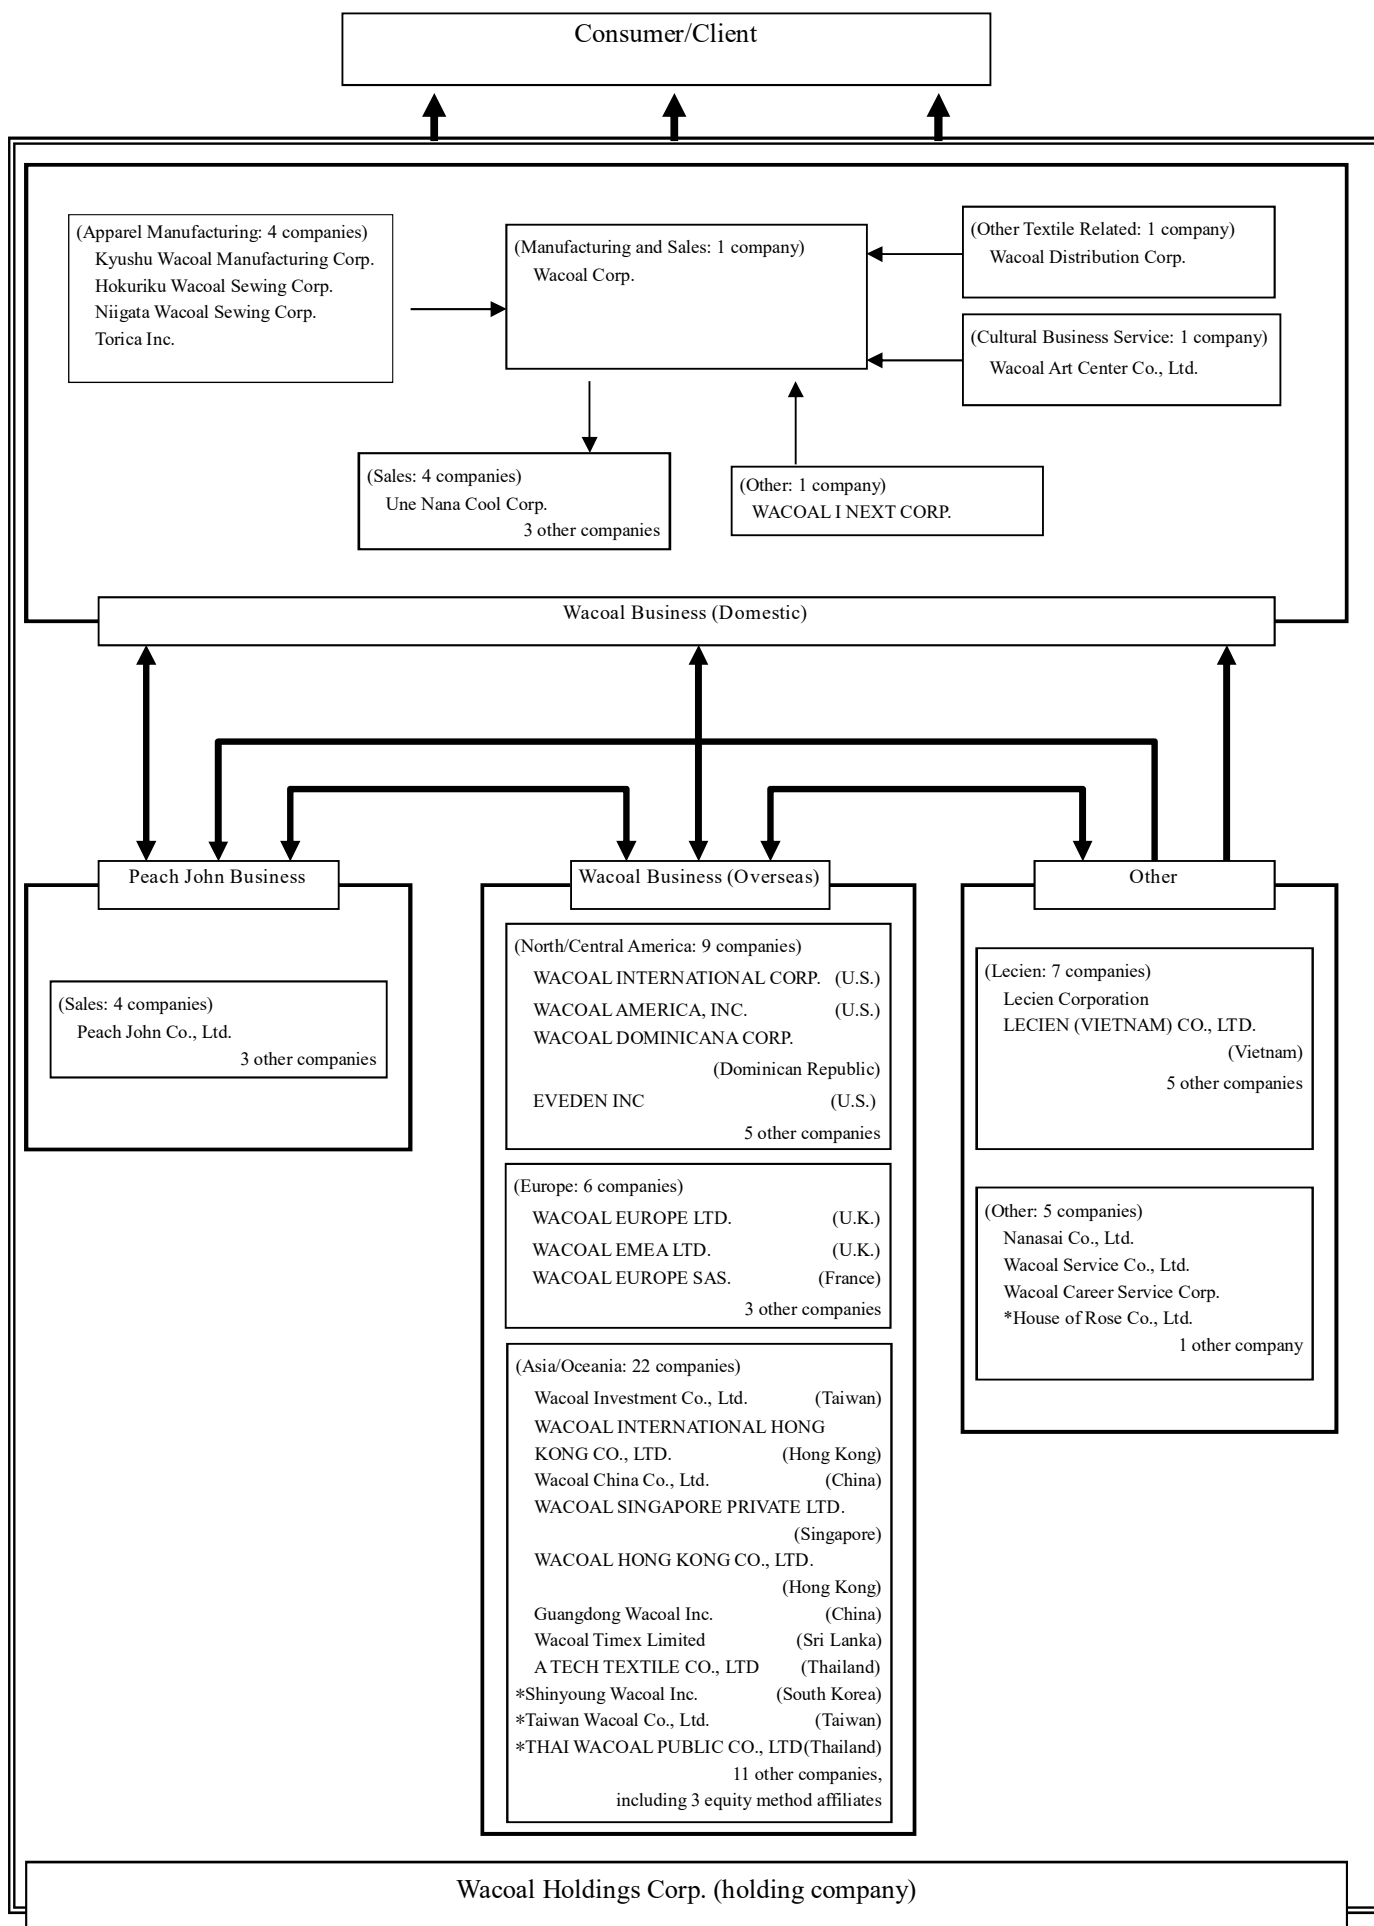 Consumer/Client
(Apparel Manufacturing: 4 companies)
Kyushu Wacoal Manufacturing Corp.
Hokuriku Wacoal Sewing Corp.
Niigata Wacoal Sewing Corp.
Torica Inc.
(Manufacturing and Sales: 1 company)
Wacoal Corp.
(Other Textile Related: 1 company)
Wacoal Distribution Corp.
(Cultural Business Service: 1 company)
Wacoal Art Center Co., Ltd.
(Sales: 4 companies)
Une Nana Cool Corp.
3 other companies
(Other: 1 company)
WACOAL I NEXT CORP.
Wacoal Business (Domestic)
Peach John Business
(Sales: 4 companies)
Peach John Co., Ltd.
3 other companies
Wacoal Business (Overseas)
(North/Central America: 9 companies)
WACOAL INTERNATIONAL CORP. (U.S.)
WACOAL AMERICA, INC. (U.S.)
WACOAL DOMINICANA CORP.
(Dominican Republic)
EVEDEN INC (U.S.)
5 other companies
(Europe: 6 companies)
WACOAL EUROPE LTD. (U.K.)
WACOAL EMEA LTD. (U.K.)
WACOAL EUROPE SAS. (France)
3 other companies
(Asia/Oceania: 22 companies)
Wacoal Investment Co., Ltd. (Taiwan)
WACOAL INTERNATIONAL HONG
KONG CO., LTD. (Hong Kong)
Wacoal China Co., Ltd. (China)
WACOAL SINGAPORE PRIVATE LTD.
(Singapore)
WACOAL HONG KONG CO., LTD.
(Hong Kong)
Guangdong Wacoal Inc. (China)
Wacoal Timex Limited (Sri Lanka)
A TECH TEXTILE CO., LTD (Thailand)
*Shinyoung Wacoal Inc. (South Korea)
*Taiwan Wacoal Co., Ltd. (Taiwan)
*THAI WACOAL PUBLIC CO., LTD(Thailand)
11 other companies,
including 3 equity method affiliates
Other
(Lecien: 7 companies)
Lecien Corporation
LECIEN (VIETNAM) CO., LTD.
(Vietnam)
5 other companies
(Other: 5 companies)
Nanasai Co., Ltd.
Wacoal Service Co., Ltd.
Wacoal Career Service Corp.
*House of Rose Co., Ltd.
1 other company
Wacoal Holdings Corp. (holding company)